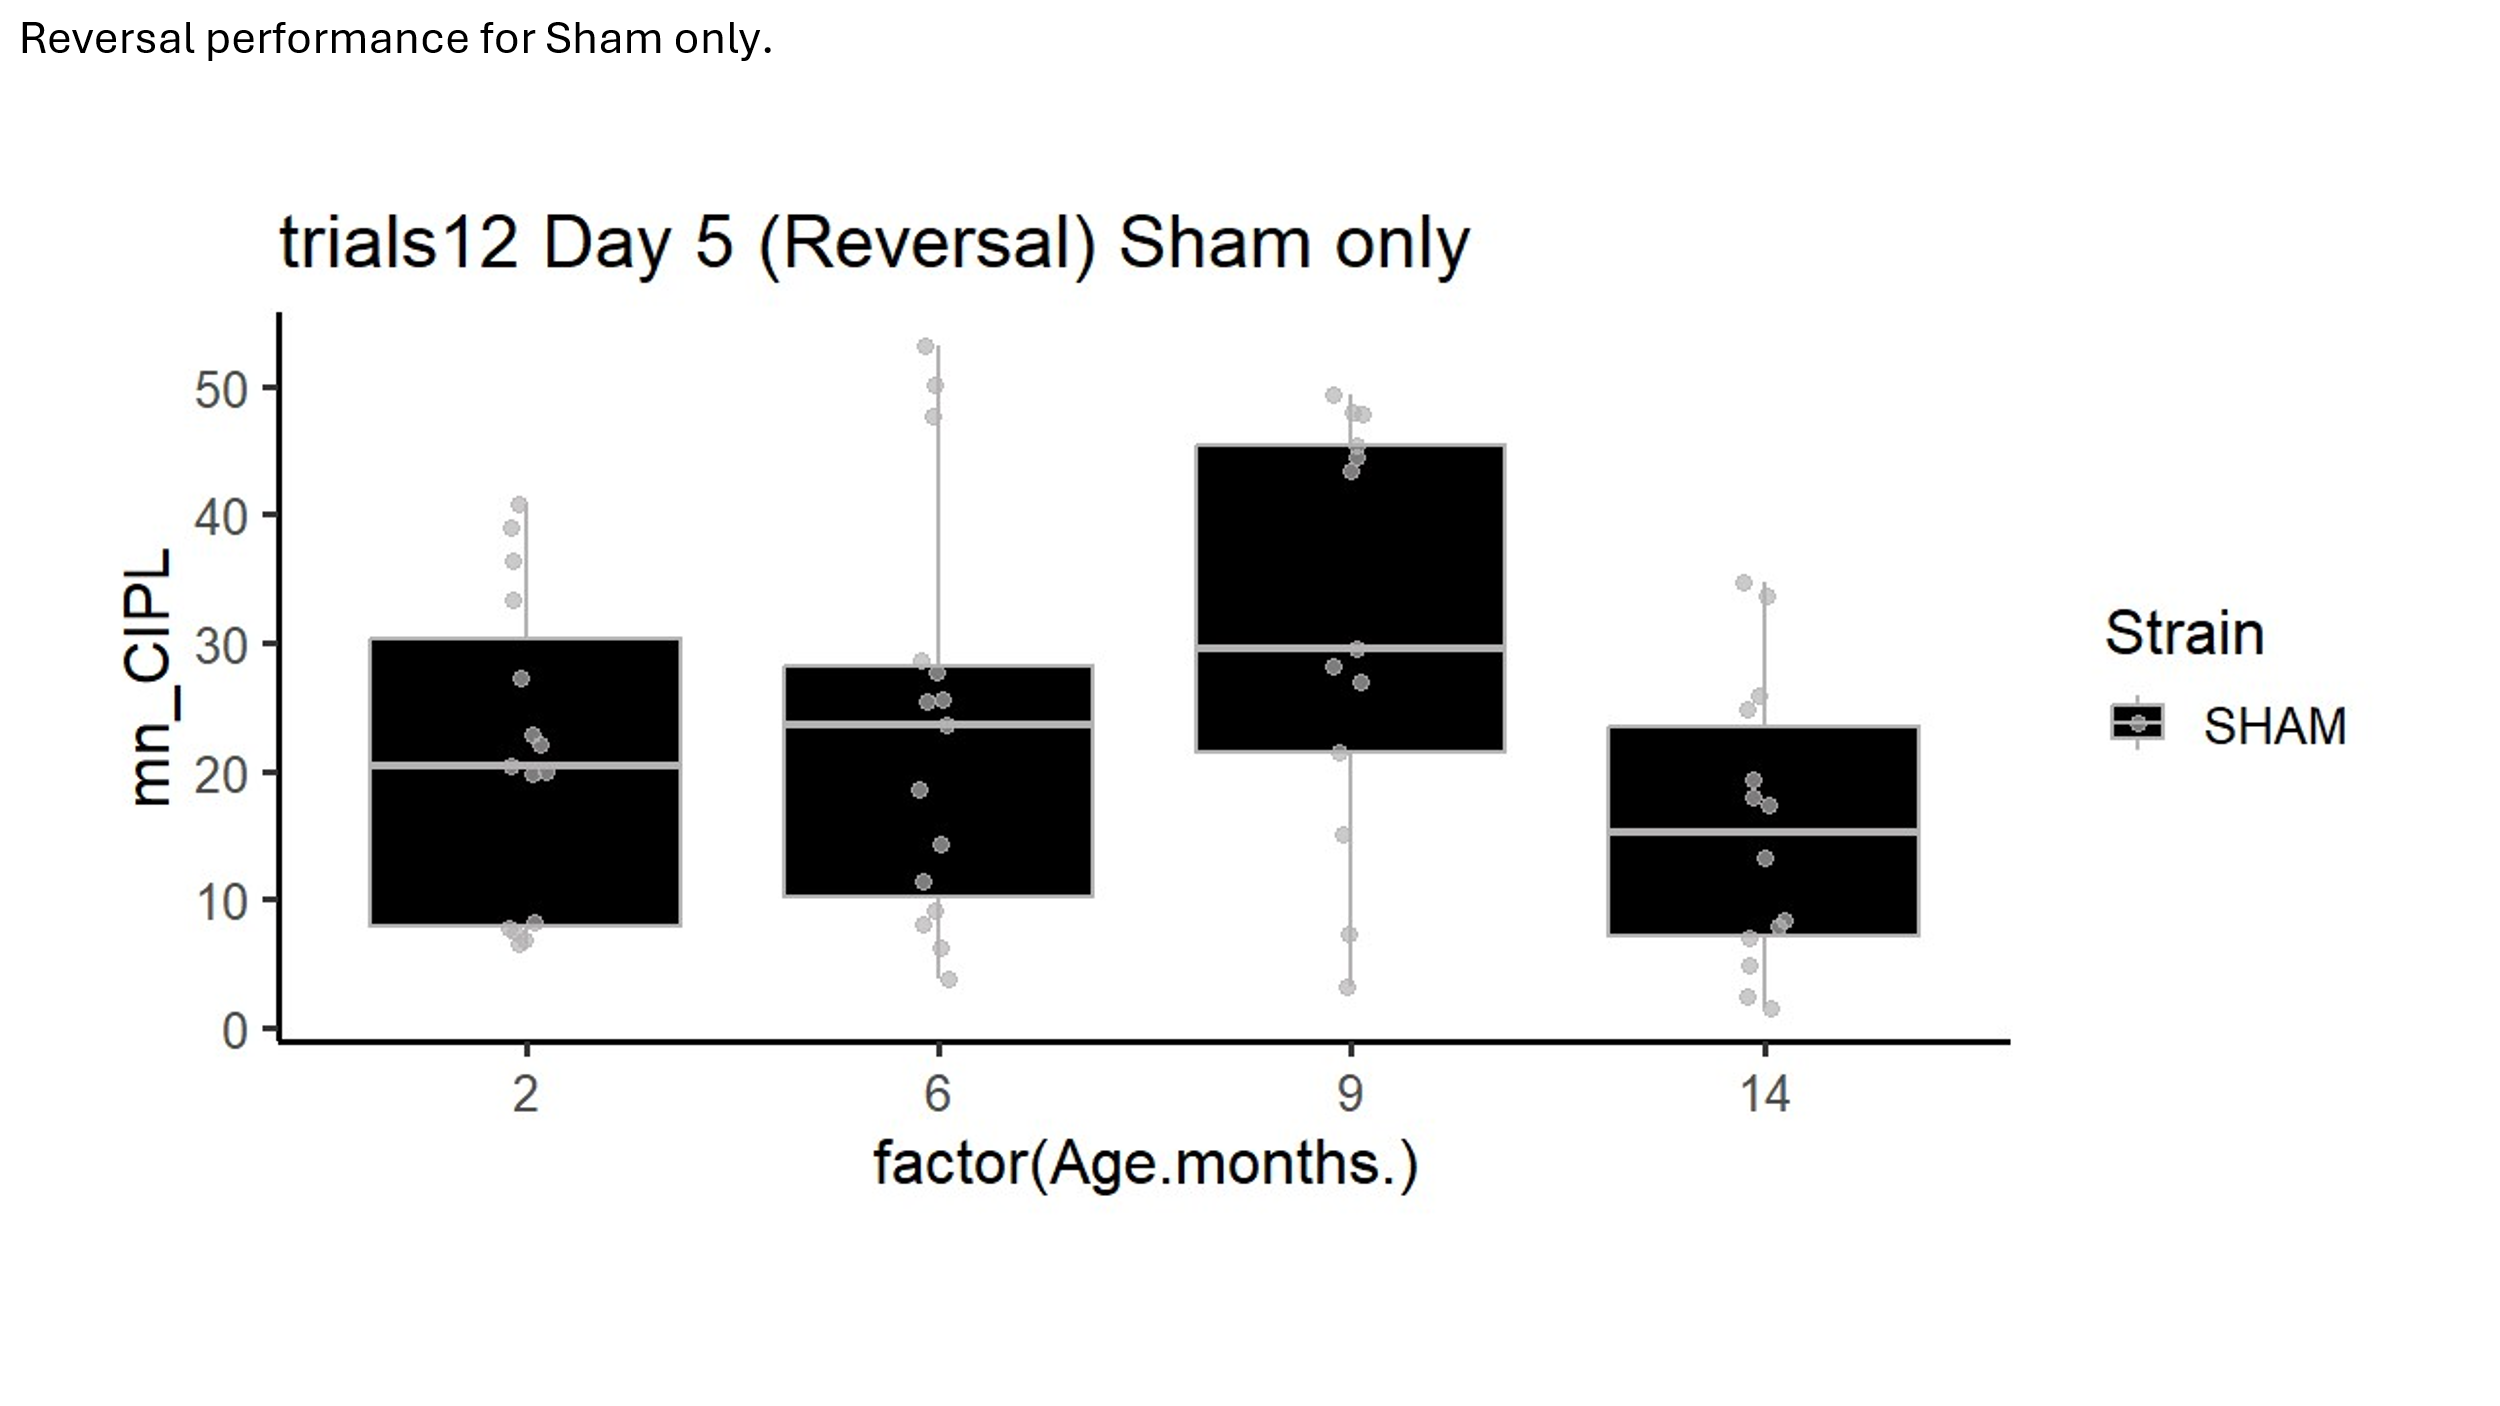 Reversal performance for Sham only.
trials12 Day 5 (Reversal) Sham only
mn_CIPL
50
40
30
20
10
0
2
6
9
14
factor(Age.months.)
Strain
SHAM